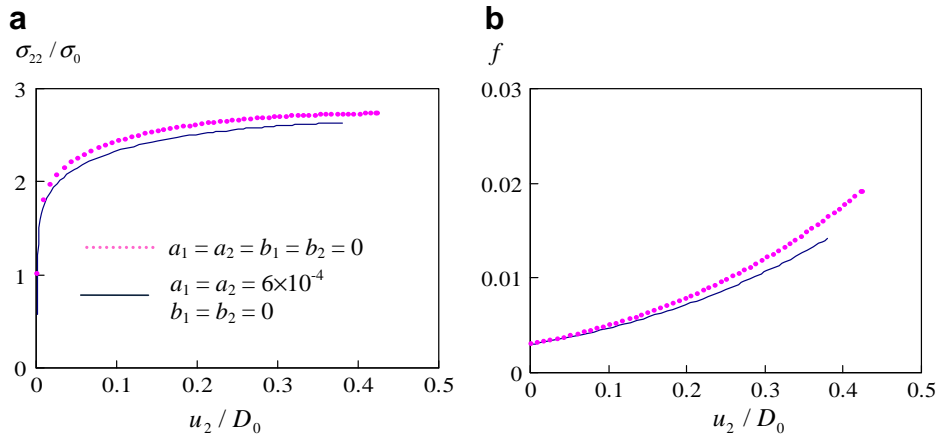 a
σ₂₂ / σ₀
3
2
1
0
0 0.1 0.2 0.3 0.4 0.5
u₂ / D₀
a₁ = a₂ = b₁ = b₂ = 0
a₁ = a₂ = 6×10⁻⁴
b₁ = b₂ = 0
b
f
0.03
0.02
0.01
0
0 0.1 0.2 0.3 0.4 0.5
u₂ / D₀